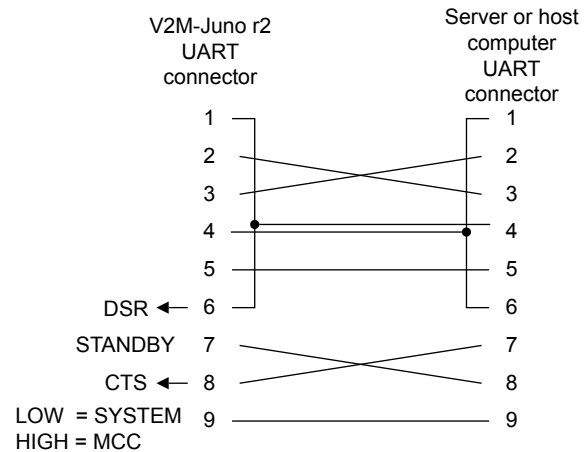 V2M-Juno r2
UART
connector
Server or host
computer
UART
connector
1 1
2 2
3 3
4 4
5 5
DSR 6 6
STANDBY 7 7
CTS 8 8
LOW = SYSTEM
HIGH = MCC
9 9